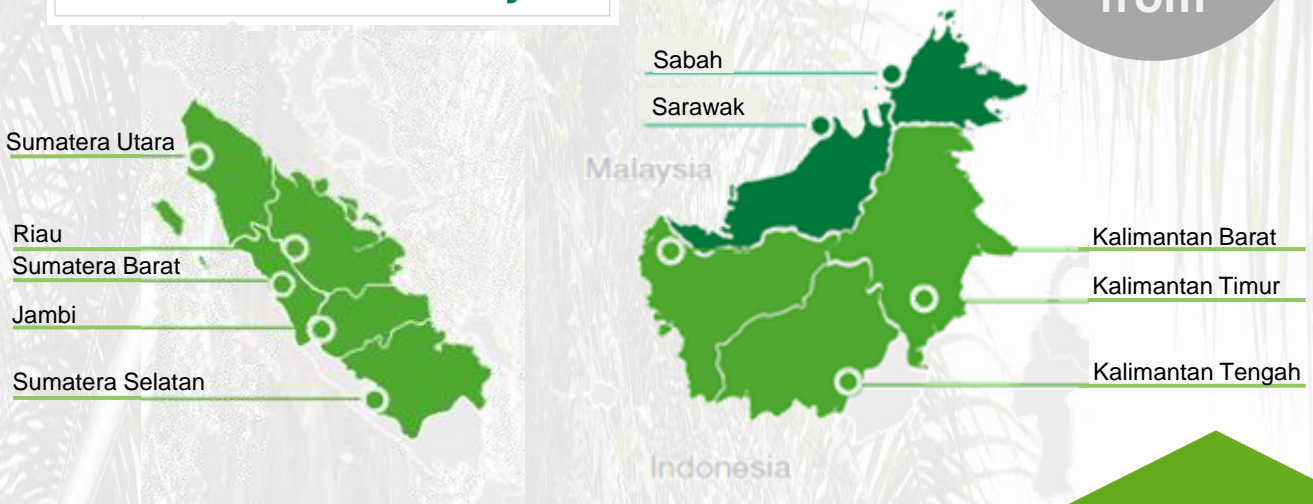 from
Sabah
Sarawak
Sumatera Utara
Malaysia
Riau
Sumatera Barat
Jambi
Sumatera Selatan
Kalimantan Barat
Kalimantan Timur
Kalimantan Tengah
Indonesia